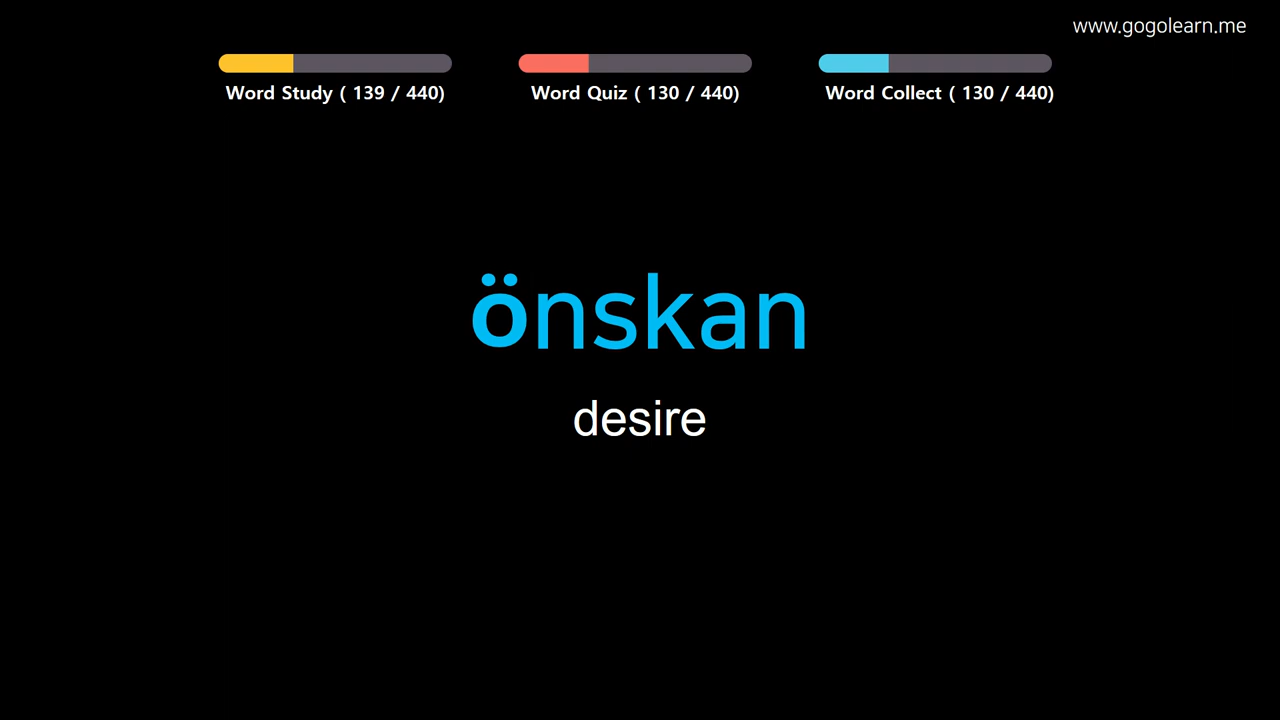 www.gogolearn.me
Word Study ( 139 / 440)
Word Quiz ( 130 / 440)
Word Collect ( 130 / 440)
önskan
desire